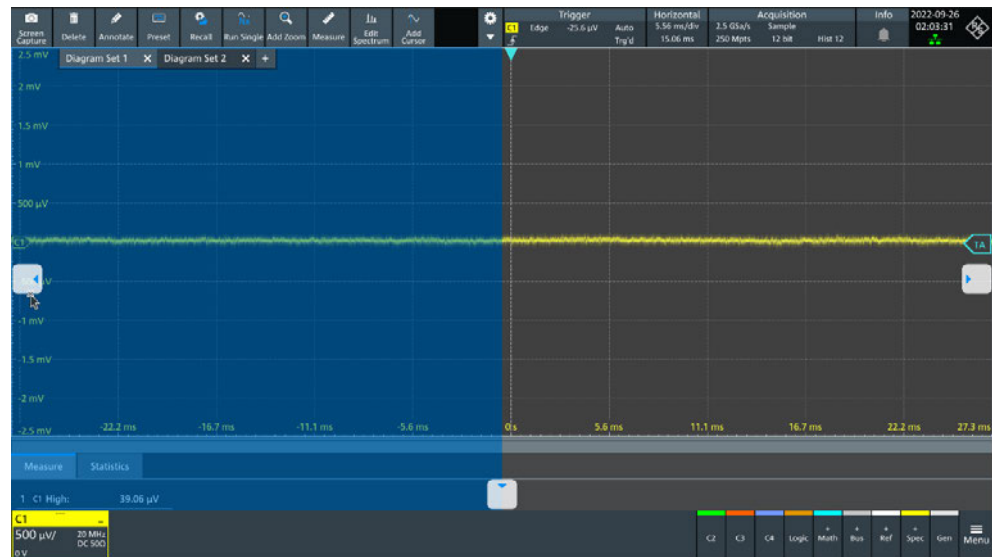 Screen Capture
Delete
Annotate
Preset
Recall
Run Single
Add Zoom
Measure
Edit Spectrum
Add Cursor
C1
Trigger
Edge -25.6 µV Auto
Trg'd
Horizontal
5.56 ms/div
15.06 ms
Acquisition
2.5 GSa/s Sample
250 Mpts 12 bit Hist 12
Info
2022-09-26
02:03:31
Diagram Set 1 X Diagram Set 2 X +
2.5 mV
2 mV
1.5 mV
1 mV
500 µV
C1
TA
-1 mV
-1.5 mV
-2 mV
-2.5 mV
-22.2 ms -16.7 ms -11.1 ms -5.6 ms 0 s 5.6 ms 11.1 ms 16.7 ms 22.2 ms 27.3 ms
Measure Statistics
1 C1 High: 39.06 µV
C1
500 µV/ 20 MHz
DC 50Ω
0 V
C2 C3 C4 Logic + Math + Bus + Ref + Spec Gen Menu